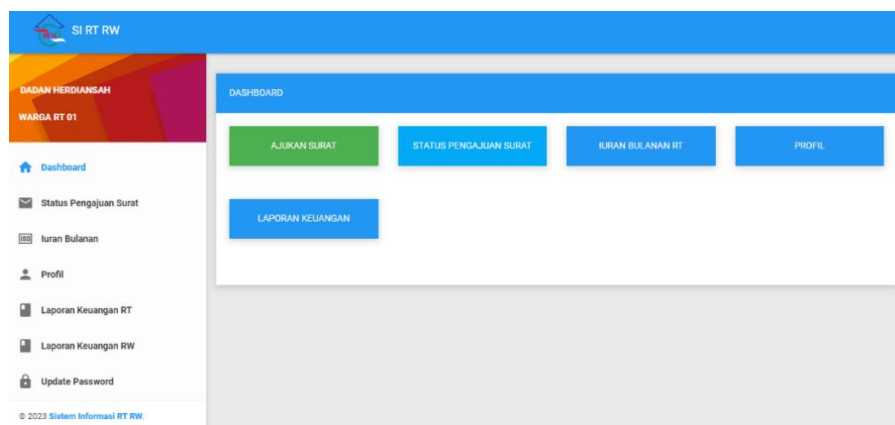 SI RT RW
DADAN HERDIANSAH
WARGA RT 01
Dashboard
Status Pengajuan Surat
Iuran Bulanan
Profil
Laporan Keuangan RT
Laporan Keuangan RW
Update Password
© 2023 Sistem Informasi RT RW.
DASHBOARD
AJUKAN SURAT
STATUS PENGAJUAN SURAT
IURAN BULANAN RT
PROFIL
LAPORAN KEUANGAN